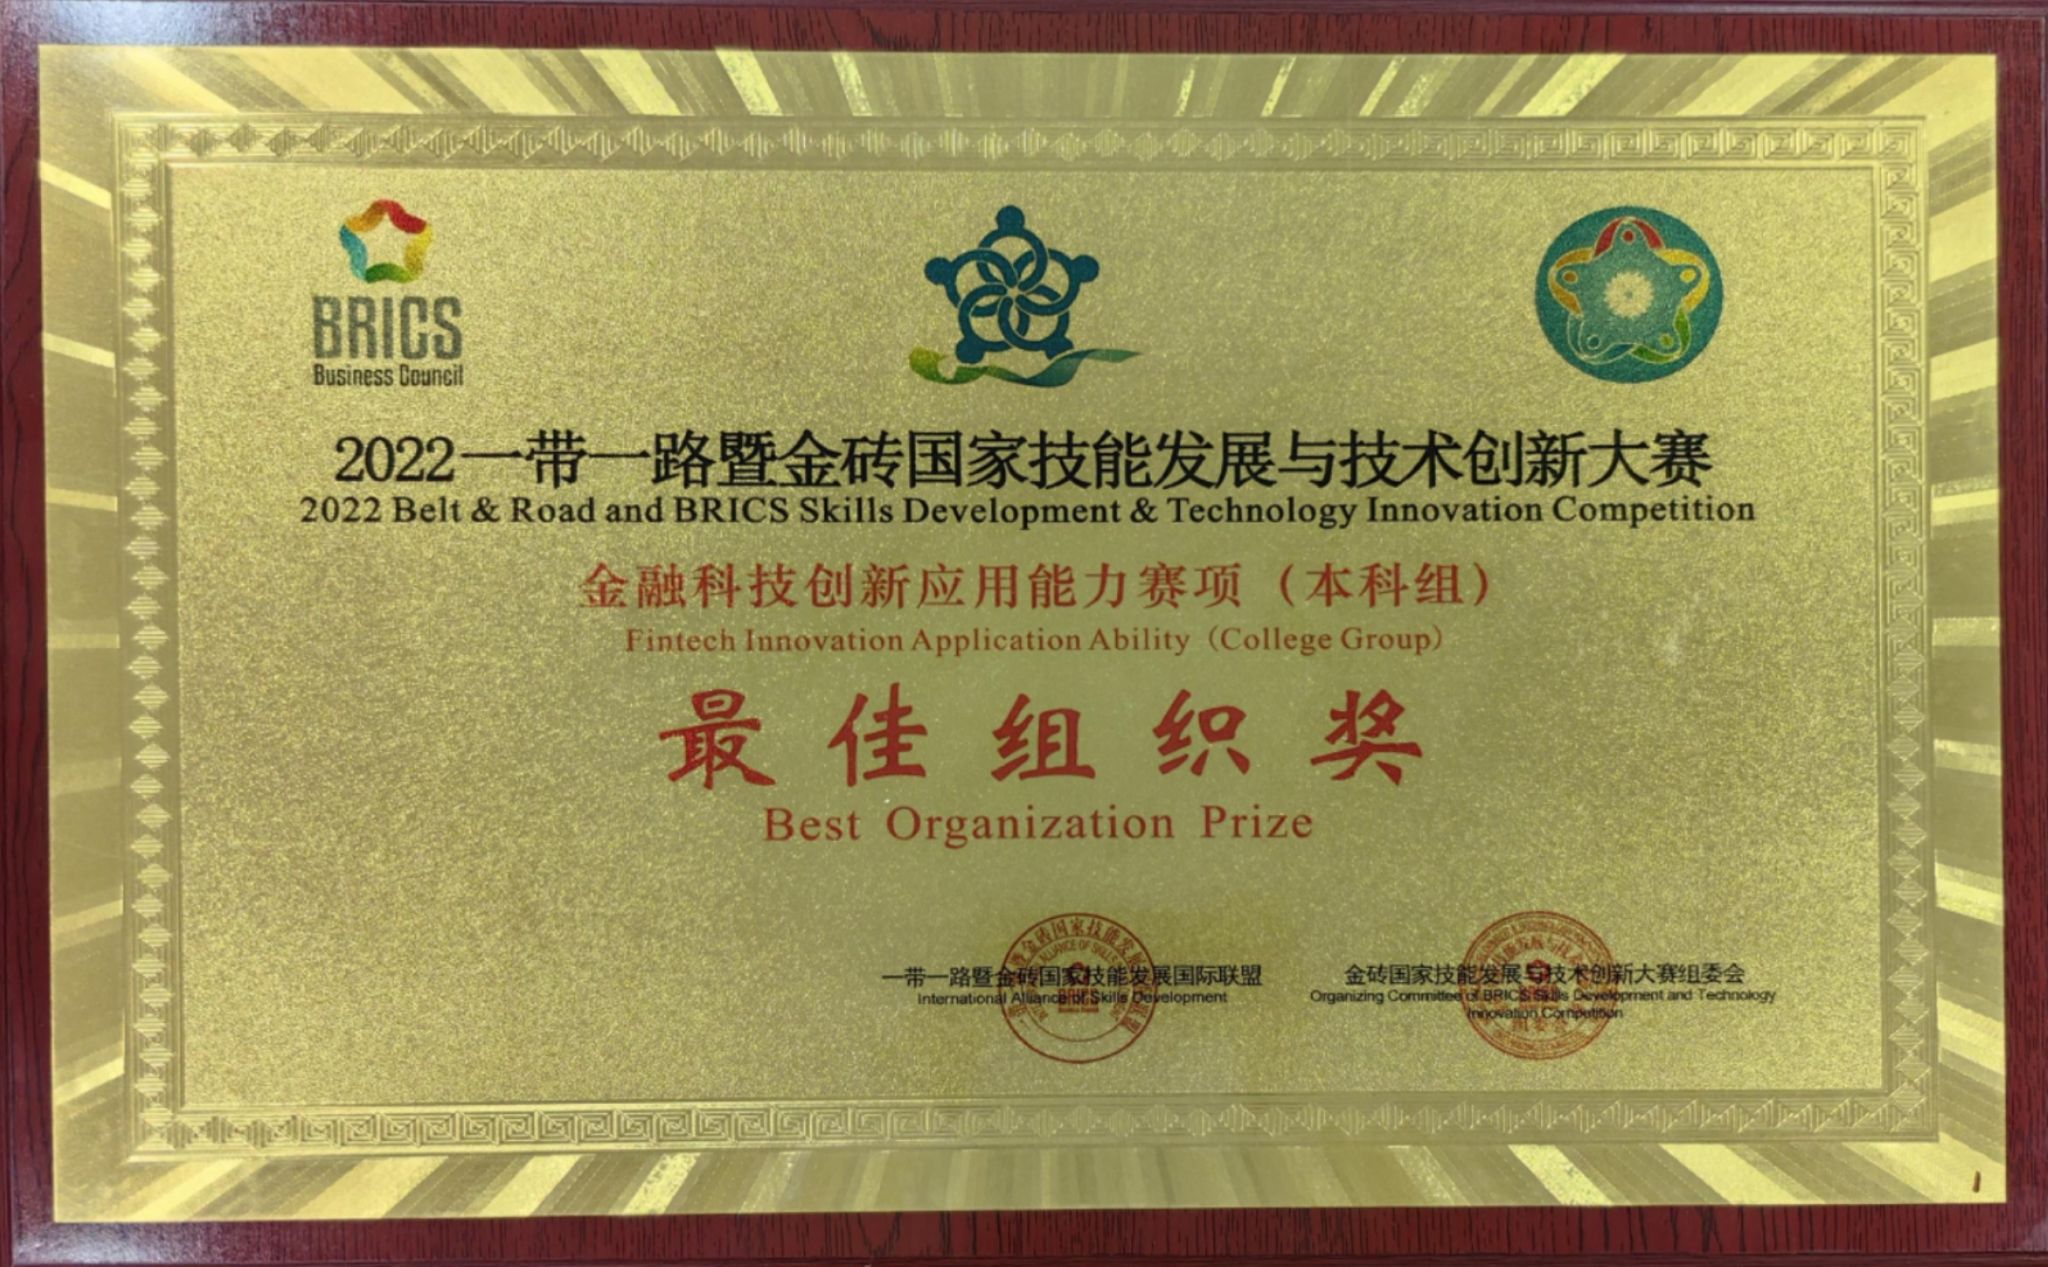 BRICS
Business Council
2022一带一路暨金砖国家技能发展与技术创新大赛
2022 Belt & Road and BRICS Skills Development & Technology Innovation Competition
金融科技创新应用能力赛项（本科组）
Fintech Innovation Application Ability（College Group）
最佳组织奖
Best Organization Prize
一带一路暨金砖国家技能发展国际联盟
International Alliance of Skills Development
金砖国家技能发展与技术创新大赛组委会
Organizing Committee of BRICS Skills Development and Technology
Innovation Competition